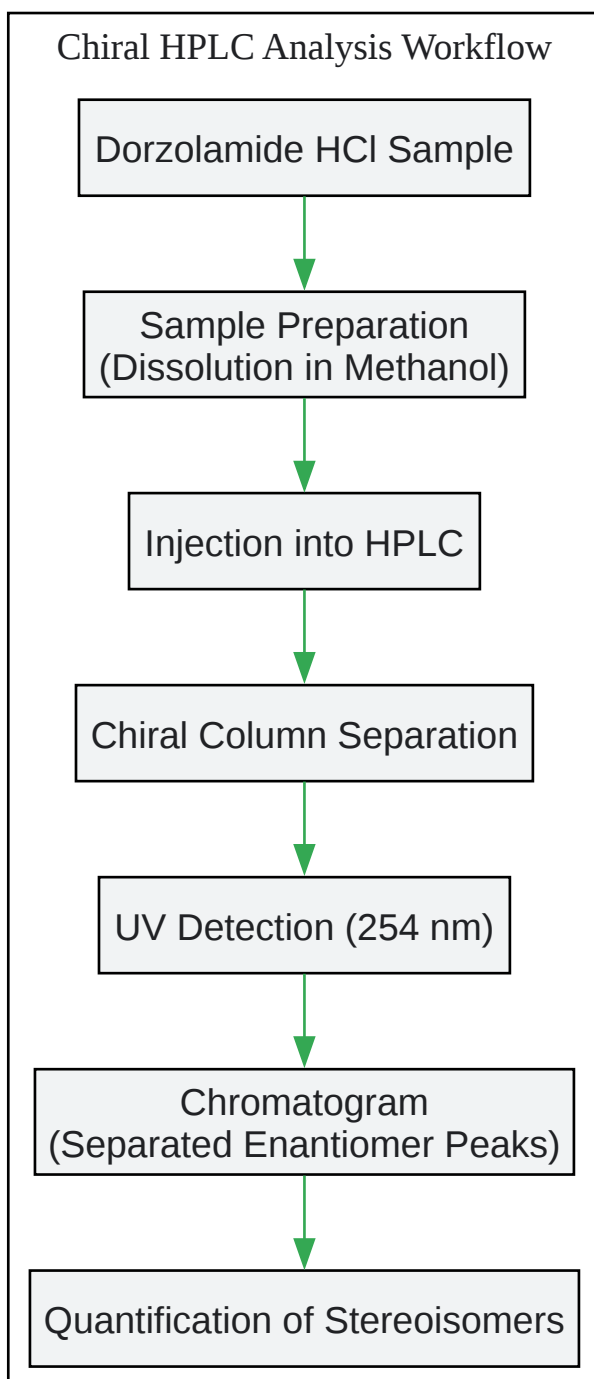 Chiral HPLC Analysis Workflow
Dorzolamide HCl Sample
Sample Preparation
(Dissolution in Methanol)
Injection into HPLC
Chiral Column Separation
UV Detection (254 nm)
Chromatogram
(Separated Enantiomer Peaks)
Quantification of Stereoisomers